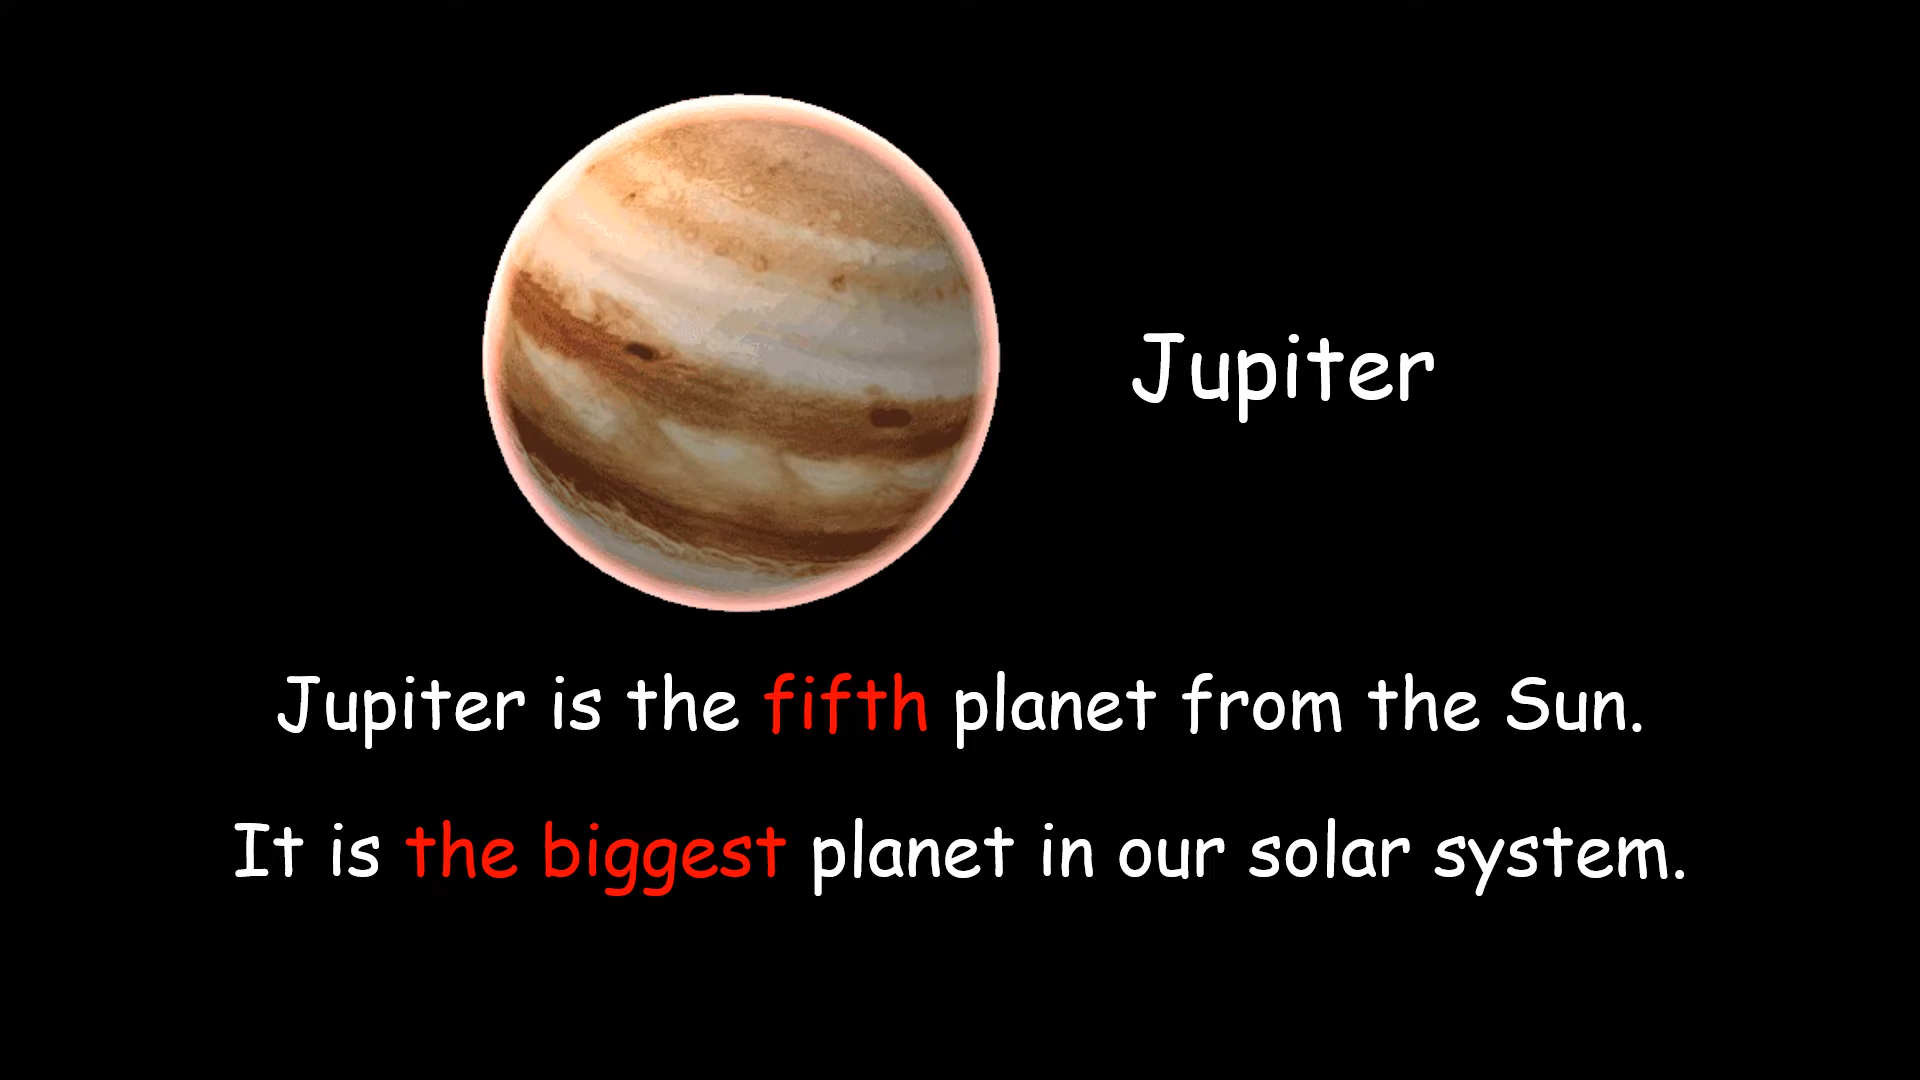 Jupiter
Jupiter is the fifth planet from the Sun.
It is the biggest planet in our solar system.